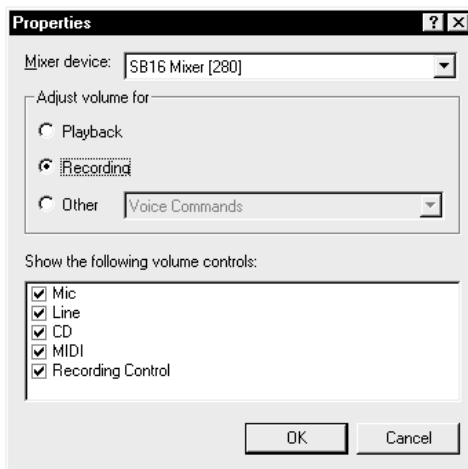 Properties
Mixer device: SB16 Mixer [280]
Adjust volume for
Playback
Recording
Other Voice Commands
Show the following volume controls:
Mic
Line
CD
MIDI
Recording Control
OK Cancel